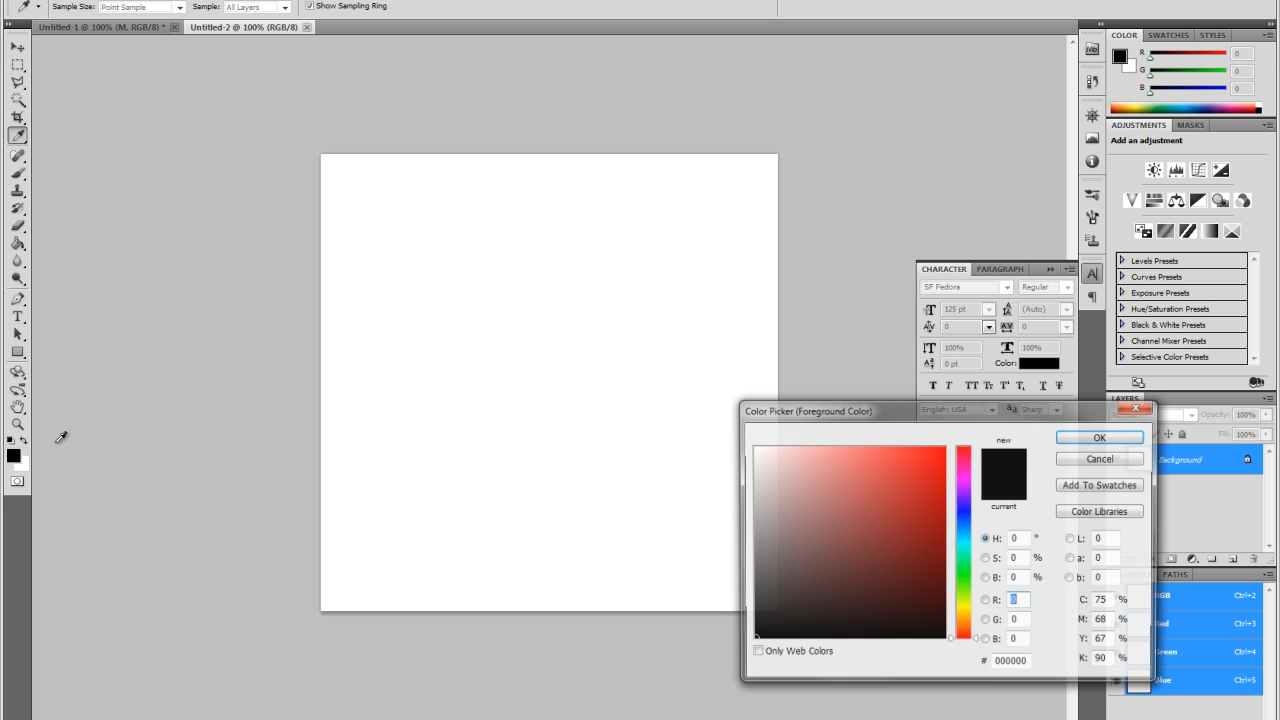 Sample Size: Point Sample Sample: All Layers Show Sampling Ring
Untitled-1 @ 100% (M, RGB/8) * Untitled-2 @ 100% (RGB/8)
COLOR SWATCHES STYLES
R 0
G 0
B 0
ADJUSTMENTS MASKS
Add an adjustment
Levels Presets
Curves Presets
Exposure Presets
Hue/Saturation Presets
Black & White Presets
Channel Mixer Presets
Selective Color Presets
CHARACTER PARAGRAPH
SF Fedora Regular
125 pt (Auto)
0 0
100% 100%
0 pt Color:
English: USA Sharp
LAYERS
Opacity: 100%
Fill: 100%
Background
PATHS
RGB Ctrl+2
Red Ctrl+3
Green Ctrl+4
Blue Ctrl+5
Color Picker (Foreground Color)
new
current
OK
Cancel
Add To Swatches
Color Libraries
H: 0 ° L: 0
S: 0 % a: 0
B: 0 % b: 0
R: 0 C: 75 %
G: 0 M: 68 %
B: 0 Y: 67 %
# 000000 K: 90 %
Only Web Colors